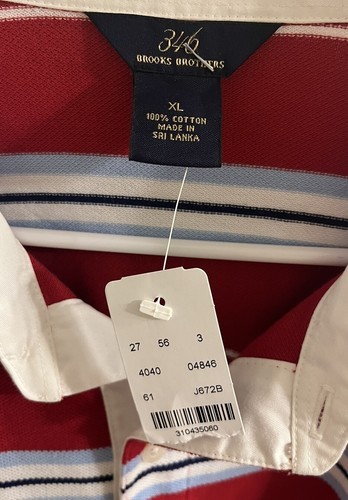 346
BROOKS BROTHERS
XL
100% COTTON
MADE IN
SRI LANKA
27 56 3
4040 04846
61 J672B
310435060